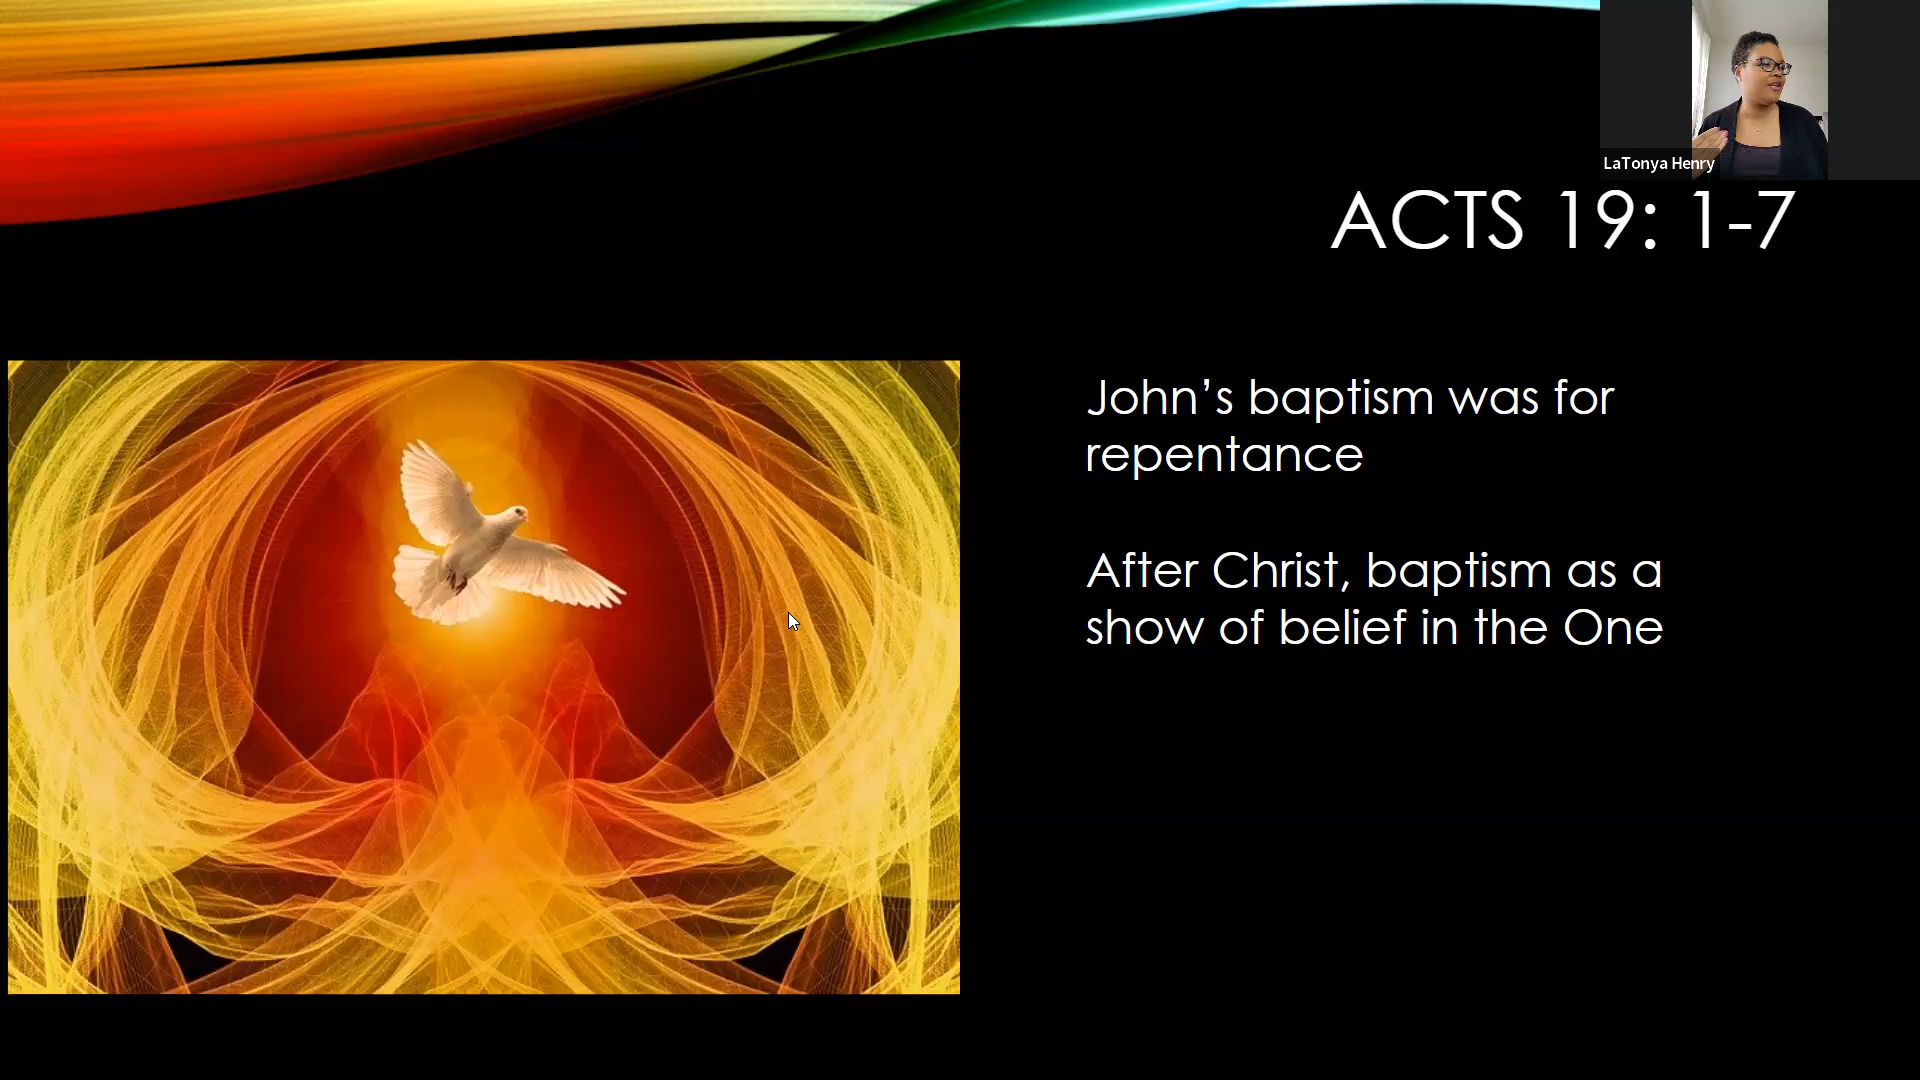 LaTonya Henry
ACTS 19: 1-7
John’s baptism was for
repentance
After Christ, baptism as a
show of belief in the One